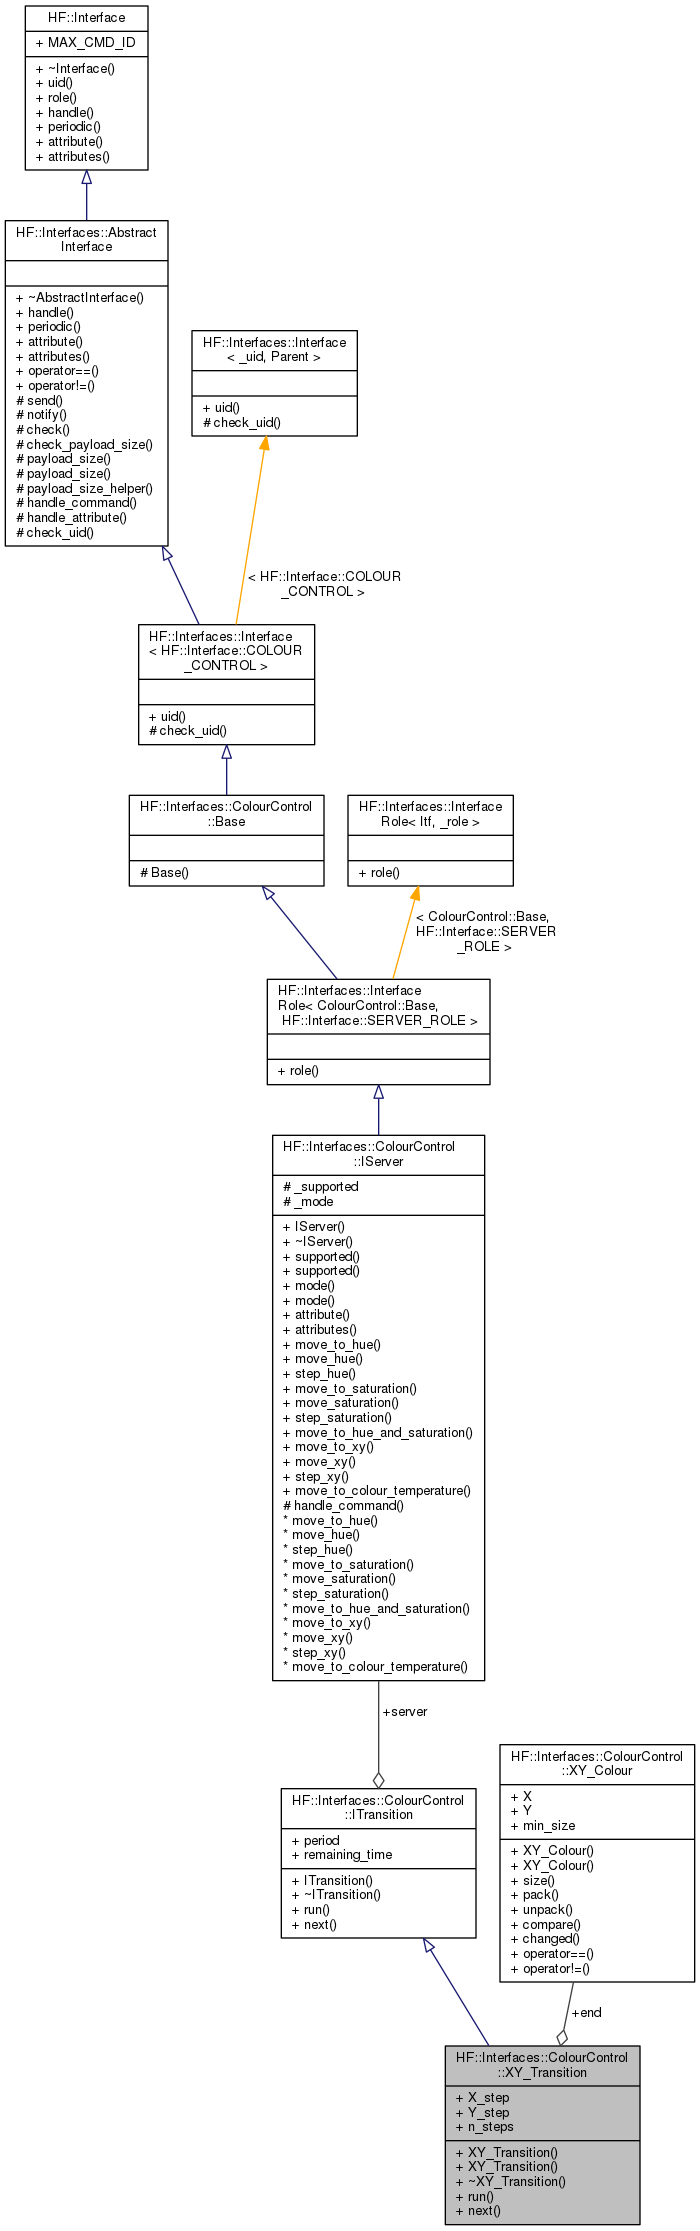 HF::Interface
+ MAX_CMD_ID
+ ~Interface()
+ uid()
+ role()
+ handle()
+ periodic()
+ attribute()
+ attributes()
HF::Interfaces::Abstract
Interface
+ ~AbstractInterface()
+ handle()
+ periodic()
+ attribute()
+ attributes()
+ operator==()
+ operator!=()
# send()
# notify()
# check()
# check_payload_size()
# payload_size()
# payload_size()
# payload_size_helper()
# handle_command()
# handle_attribute()
# check_uid()
HF::Interfaces::Interface
< _uid, Parent >
+ uid()
# check_uid()
< HF::Interface::COLOUR
_CONTROL >
HF::Interfaces::Interface
< HF::Interface::COLOUR
_CONTROL >
+ uid()
# check_uid()
HF::Interfaces::ColourControl
::Base
# Base()
HF::Interfaces::Interface
Role< Itf, _role >
+ role()
< ColourControl::Base,
HF::Interface::SERVER
_ROLE >
HF::Interfaces::Interface
Role< ColourControl::Base,
HF::Interface::SERVER_ROLE >
+ role()
HF::Interfaces::ColourControl
::IServer
# _supported
# _mode
+ IServer()
+ ~IServer()
+ supported()
+ supported()
+ mode()
+ mode()
+ attribute()
+ attributes()
+ move_to_hue()
+ move_hue()
+ step_hue()
+ move_to_saturation()
+ move_saturation()
+ step_saturation()
+ move_to_hue_and_saturation()
+ move_to_xy()
+ move_xy()
+ step_xy()
+ move_to_colour_temperature()
# handle_command()
* move_to_hue()
* move_hue()
* step_hue()
* move_to_saturation()
* move_saturation()
* step_saturation()
* move_to_hue_and_saturation()
* move_to_xy()
* move_xy()
* step_xy()
* move_to_colour_temperature()
+server
HF::Interfaces::ColourControl
::ITransition
+ period
+ remaining_time
+ ITransition()
+ ~ITransition()
+ run()
+ next()
HF::Interfaces::ColourControl
::XY_Colour
+ X
+ Y
+ min_size
+ XY_Colour()
+ XY_Colour()
+ size()
+ pack()
+ unpack()
+ compare()
+ changed()
+ operator==()
+ operator!=()
+end
HF::Interfaces::ColourControl
::XY_Transition
+ X_step
+ Y_step
+ n_steps
+ XY_Transition()
+ XY_Transition()
+ ~XY_Transition()
+ run()
+ next()